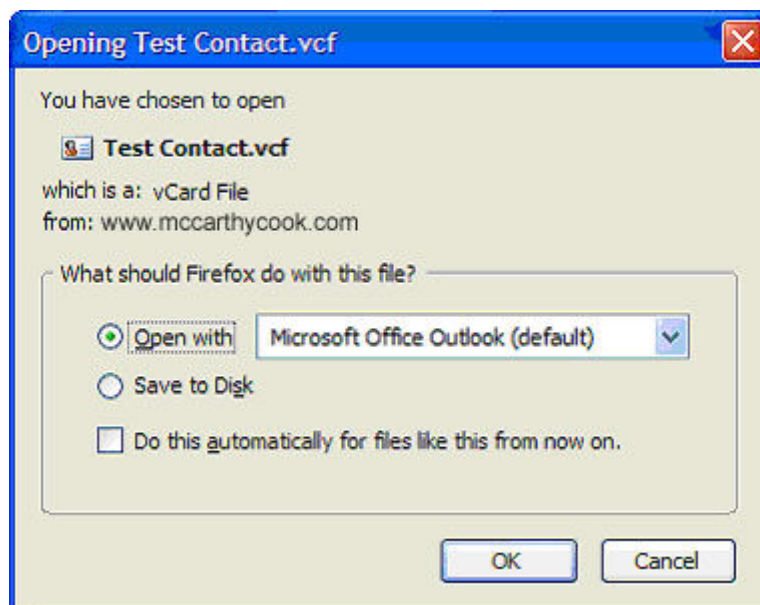 Opening Test Contact.vcf
You have chosen to open
Test Contact.vcf
which is a: vCard File
from: www.mccarthycook.com
What should Firefox do with this file?
Open with Microsoft Office Outlook (default)
Save to Disk
Do this automatically for files like this from now on.
OK Cancel